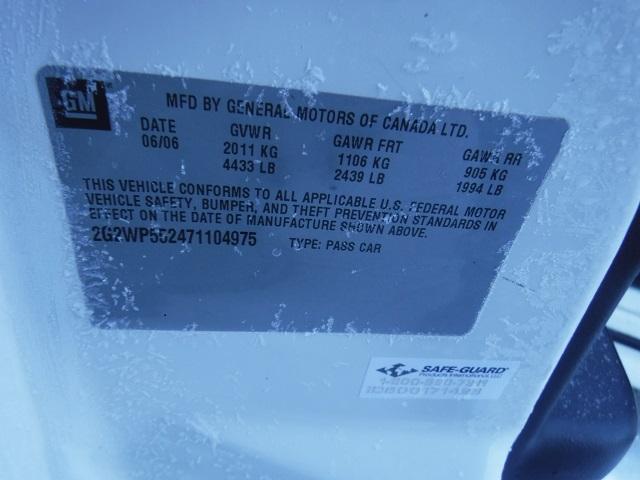 GM
MFD BY GENERAL MOTORS OF CANADA LTD.
DATE GVWR GAWR FRT GAWR RR
06/06 2011 KG 1106 KG 905 KG
4433 LB 2439 LB 1994 LB
THIS VEHICLE CONFORMS TO ALL APPLICABLE U.S. FEDERAL MOTOR
VEHICLE SAFETY, BUMPER, AND THEFT PREVENTION STANDARDS IN
EFFECT ON THE DATE OF MANUFACTURE SHOWN ABOVE.
2G2WP552471104975 TYPE: PASS CAR
SAFE-GUARD
Products International, LLC